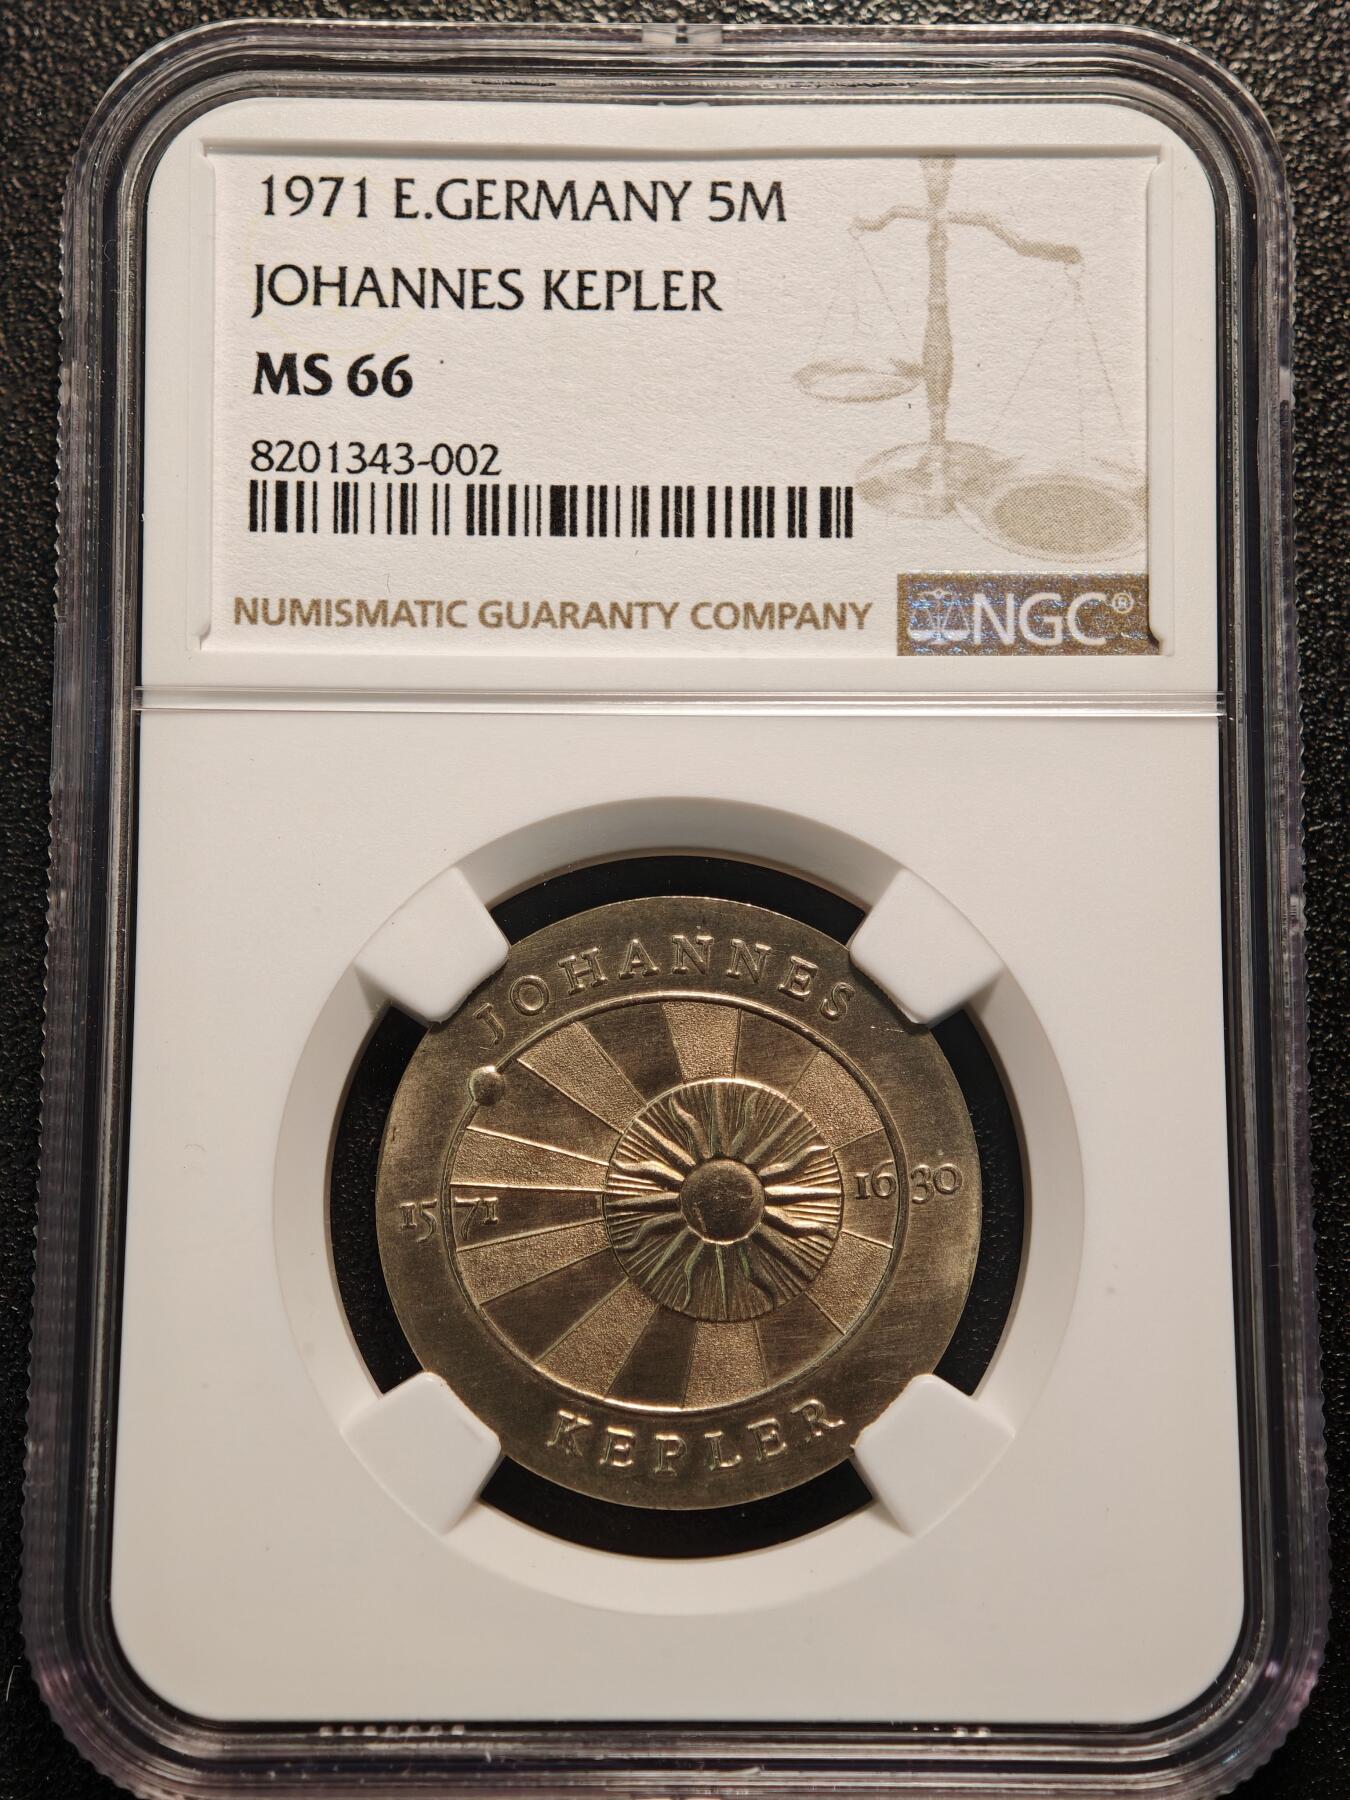 1971 E.GERMANY 5M
JOHANNES KEPLER
MS 66
8201343-002
NUMISMATIC GUARANTY COMPANY
NGC®
JOHANNES
1571 1630
KEPLER